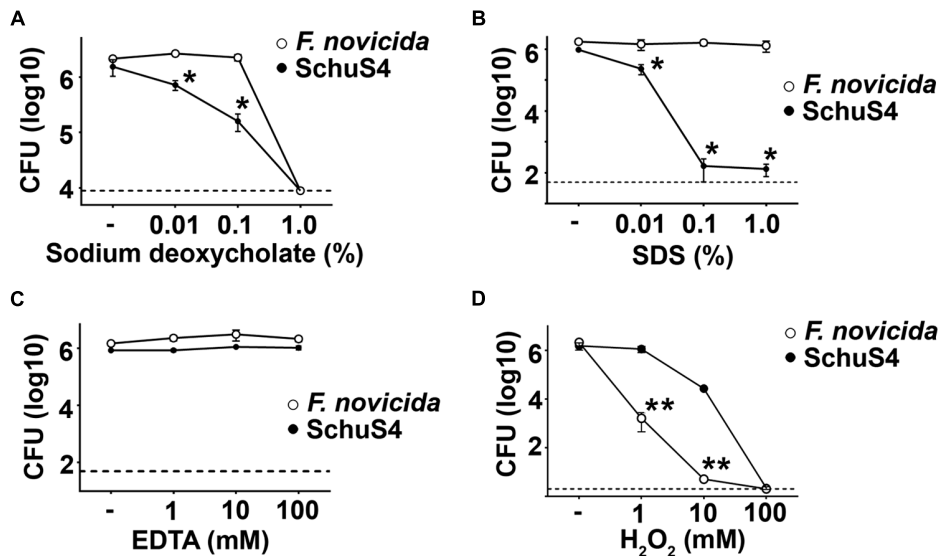 A
F. novicida
SchuS4
CFU (log10)
6
5
4
*
*
- 0.01 0.1 1.0
Sodium deoxycholate (%)
B
F. novicida
SchuS4
CFU (log10)
6
4
2
*
*
*
- 0.01 0.1 1.0
SDS (%)
C
F. novicida
SchuS4
CFU (log10)
6
4
2
- 1 10 100
EDTA (mM)
D
F. novicida
SchuS4
CFU (log10)
6
4
2
**
**
- 1 10 100
H₂O₂ (mM)